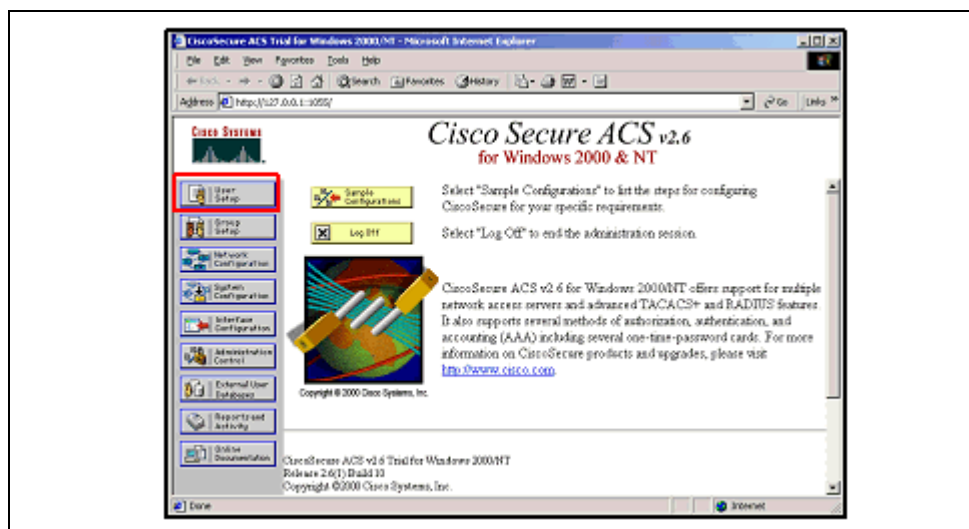 CiscoSecure ACS Trial for Windows 2000/NT - Microsoft Internet Explorer
File Edit View Favorites Tools Help
Back Search Favorites History
Address http://127.0.0.1:1055/ Go Links »
CISCO SYSTEMS
Cisco Secure ACS v2.6
for Windows 2000 & NT
User Setup
Group Setup
Network Configuration
System Configuration
Interface Configuration
Administration Control
External User Databases
Reports and Activity
Online Documentation
Sample Configurations
Log Off
Select "Sample Configurations" to list the steps for configuring
CiscoSecure for your specific requirements.
Select "Log Off" to end the administration session.
CiscoSecure ACS v2.6 for Windows 2000/NT offers support for multiple
network access servers and advanced TACACS+ and RADIUS features.
It also supports several methods of authorization, authentication, and
accounting (AAA) including several one-time-password cards. For more
information on CiscoSecure products and upgrades, please visit
http://www.cisco.com.
Copyright © 2000 Cisco Systems, Inc.
CiscoSecure ACS v2.6 Trial for Windows 2000/NT
Release 2.6(1) Build 10
Copyright ©2000 Cisco Systems, Inc.
Done Internet